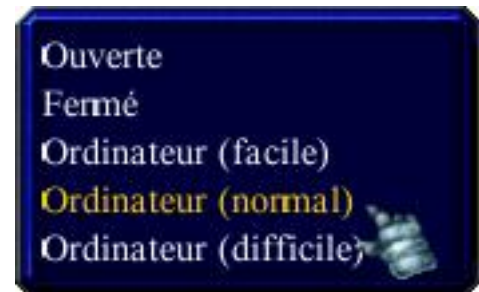 Ouverte
Fermé
Ordinateur (facile)
Ordinateur (normal)
Ordinateur (difficile)